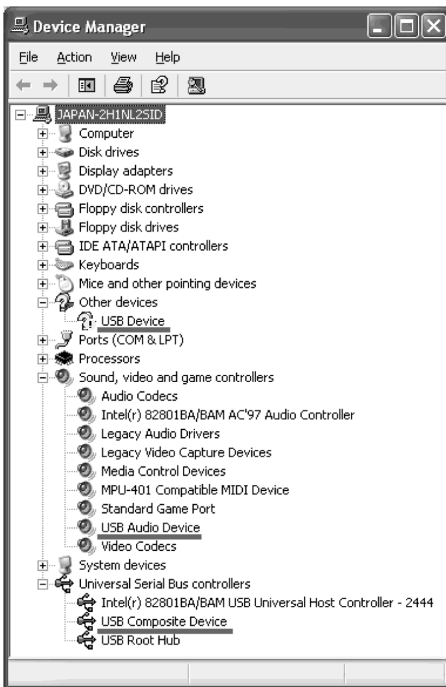 Device Manager
File Action View Help
JAPAN-2H1NL2SID
Computer
Disk drives
Display adapters
DVD/CD-ROM drives
Floppy disk controllers
Floppy disk drives
IDE ATA/ATAPI controllers
Keyboards
Mice and other pointing devices
Other devices
USB Device
Ports (COM & LPT)
Processors
Sound, video and game controllers
Audio Codecs
Intel(r) 82801BA/BAM AC'97 Audio Controller
Legacy Audio Drivers
Legacy Video Capture Devices
Media Control Devices
MPU-401 Compatible MIDI Device
Standard Game Port
USB Audio Device
Video Codecs
System devices
Universal Serial Bus controllers
Intel(r) 82801BA/BAM USB Universal Host Controller - 2444
USB Composite Device
USB Root Hub